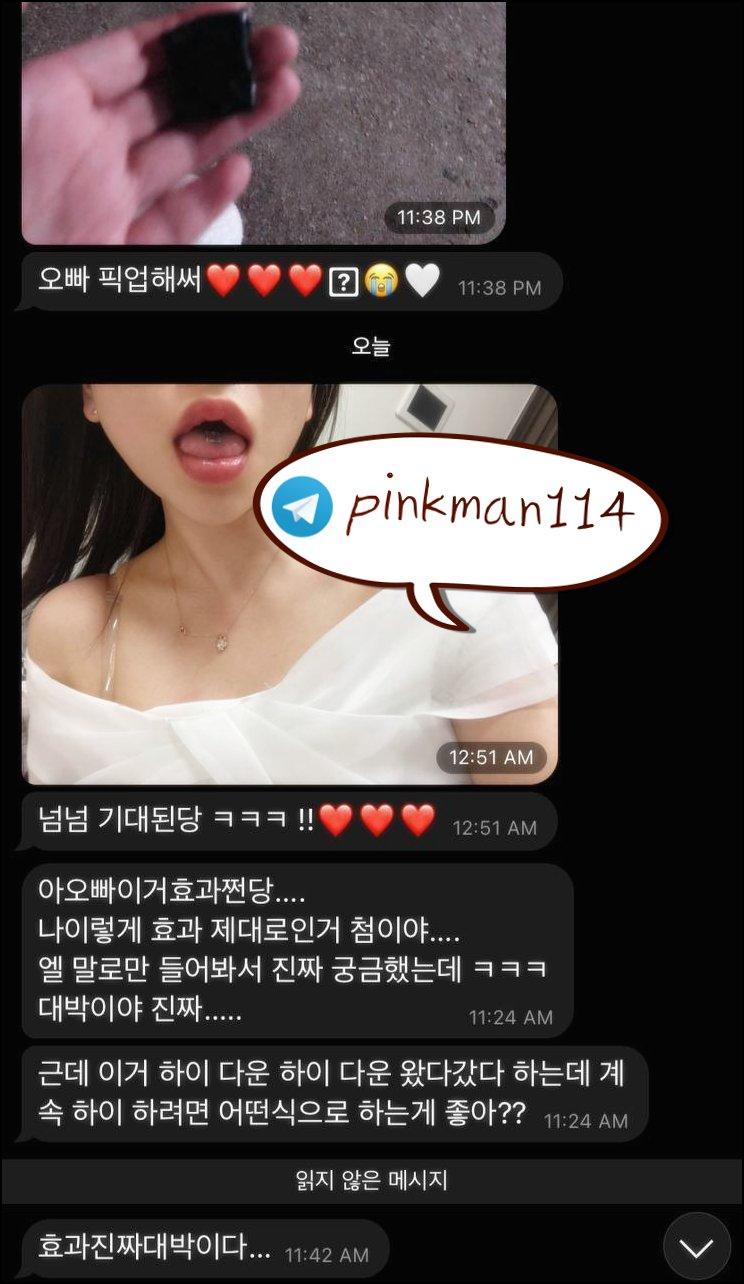 11:38 PM
오빠 픽업해써❤️❤️❤️?😭🤍 11:38 PM
오늘
pinkman114
12:51 AM
넘넘 기대된당 ㅋㅋㅋ !!❤️❤️❤️ 12:51 AM
아오빠이거효과쩐당....
나이렇게 효과 제대로인거 첨이야....
엘 말로만 들어봐서 진짜 궁금했는데 ㅋㅋㅋ
대박이야 진짜..... 11:24 AM
근데 이거 하이 다운 하이 다운 왔다갔다 하는데 계
속 하이 하려면 어떤식으로 하는게 좋아?? 11:24 AM
읽지 않은 메시지
효과진짜대박이다... 11:42 AM